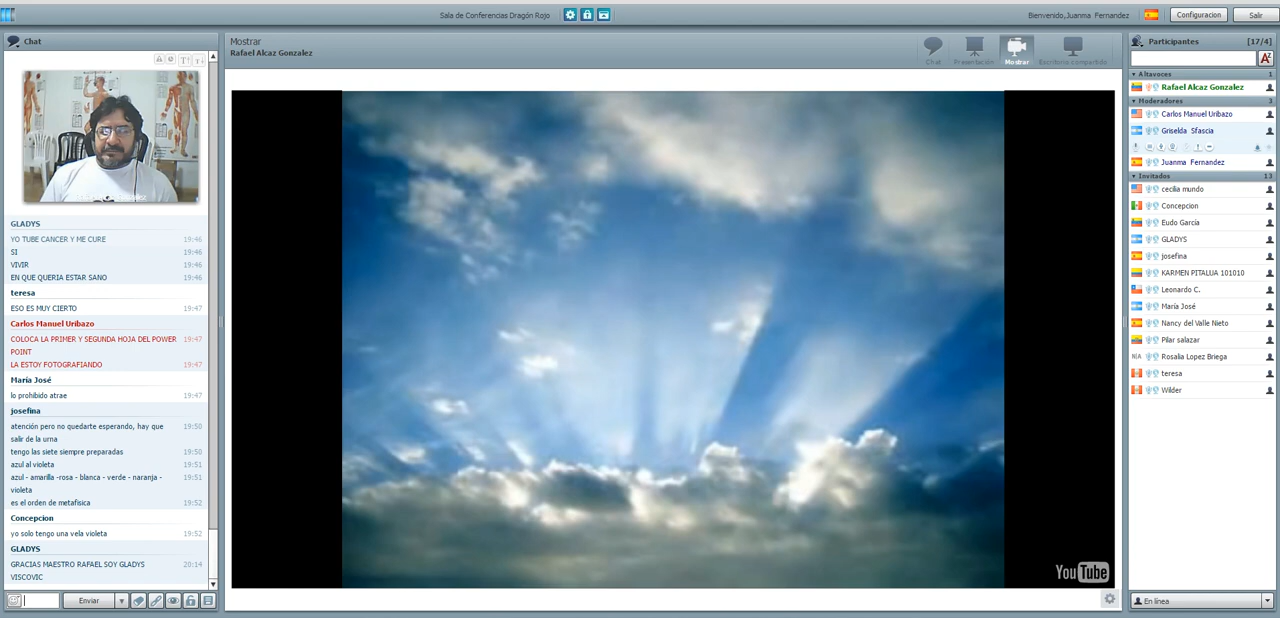 Sala de Conferencias Dragón Rojo
Bienvenido,Juanma Fernandez
Configuracion
Salir
Chat
GLADYS
YO TUBE CANCER Y ME CURE 19:46
SI 19:46
VIVIR 19:46
EN QUE QUERIA ESTAR SANO 19:46
teresa
ESO ES MUY CIERTO 19:47
Carlos Manuel Uribazo
COLOCA LA PRIMER Y SEGUNDA HOJA DEL POWER 19:47
POINT
LA ESTOY FOTOGRAFIANDO 19:47
María José
lo prohibido atrae 19:47
josefina
atención pero no quedarte esperando, hay que 19:50
salir de la urna
tengo las siete siempre preparadas 19:50
azul al violeta 19:51
azul - amarilla -rosa - blanca - verde - naranja - 19:51
violeta
es el orden de metafisica 19:52
Concepcion
yo solo tengo una vela violeta 19:52
GLADYS
GRACIAS MAESTRO RAFAEL SOY GLADYS 20:14
VISCOVIC
Enviar
Mostrar
Rafael Alcaz Gonzalez
Chat
Presentación
Mostrar
Escritorio compartido
YouTube
Participantes [17/4]
Altavoces 1
Rafael Alcaz Gonzalez
Moderadores 3
Carlos Manuel Uribazo
Griselda Sfascia
Juanma Fernandez
Invitados 13
cecilia mundo
Concepcion
Eudo García
GLADYS
josefina
KARMEN PITALUA 101010
Leonardo C.
María José
Nancy del Valle Nieto
Pilar salazar
N/A Rosalia Lopez Briega
teresa
Wilder
En línea